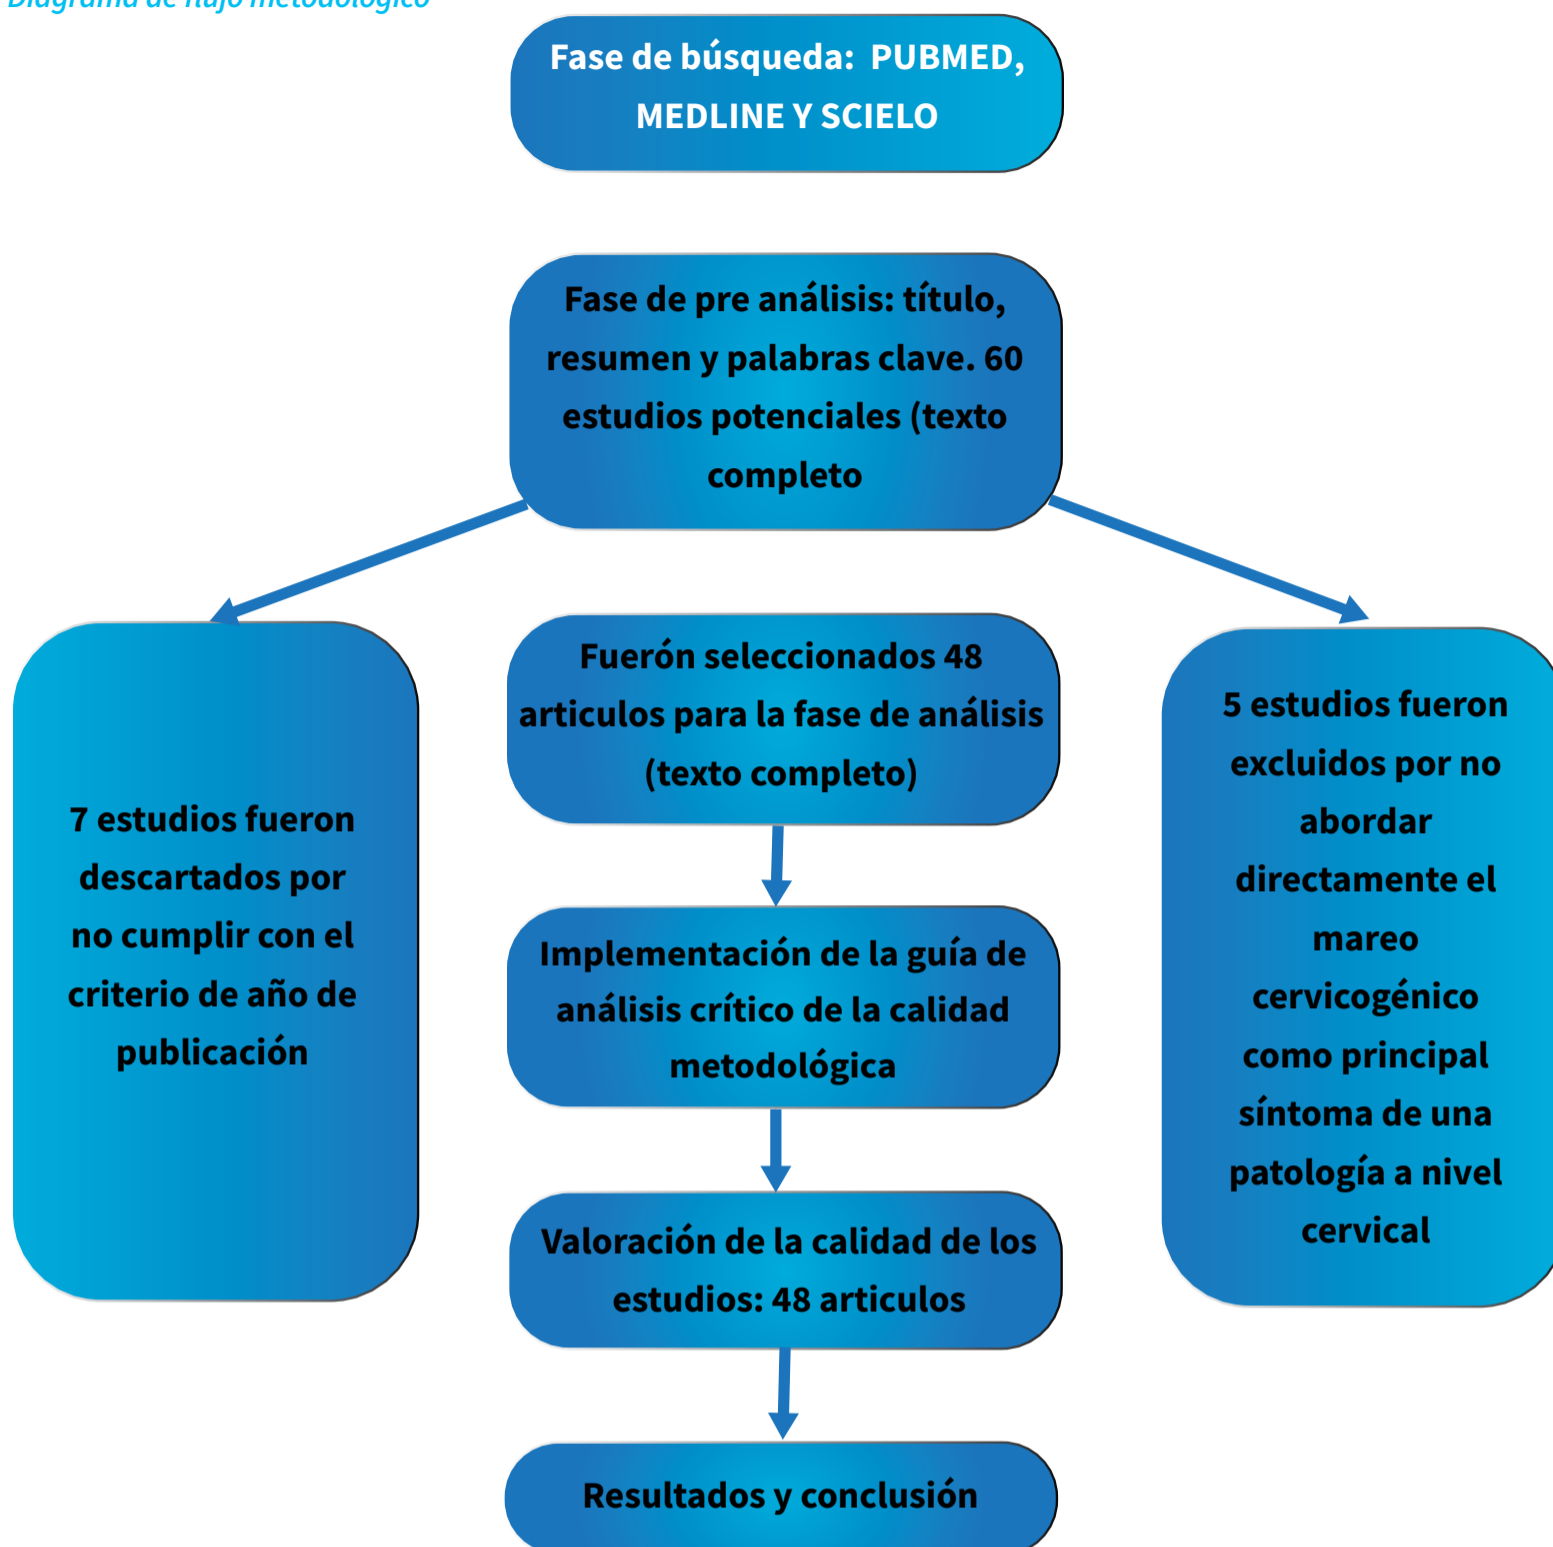 Diagrama de flujo metodológico
Fase de búsqueda: PUBMED,
MEDLINE Y SCIELO
Fase de pre análisis: título,
resumen y palabras clave. 60
estudios potenciales (texto
completo
7 estudios fueron
descartados por
no cumplir con el
criterio de año de
publicación
Fuerón seleccionados 48
articulos para la fase de análisis
(texto completo)
5 estudios fueron
excluidos por no
abordar
directamente el
mareo
cervicogénico
como principal
síntoma de una
patología a nivel
cervical
Implementación de la guía de
análisis crítico de la calidad
metodológica
Valoración de la calidad de los
estudios: 48 articulos
Resultados y conclusión